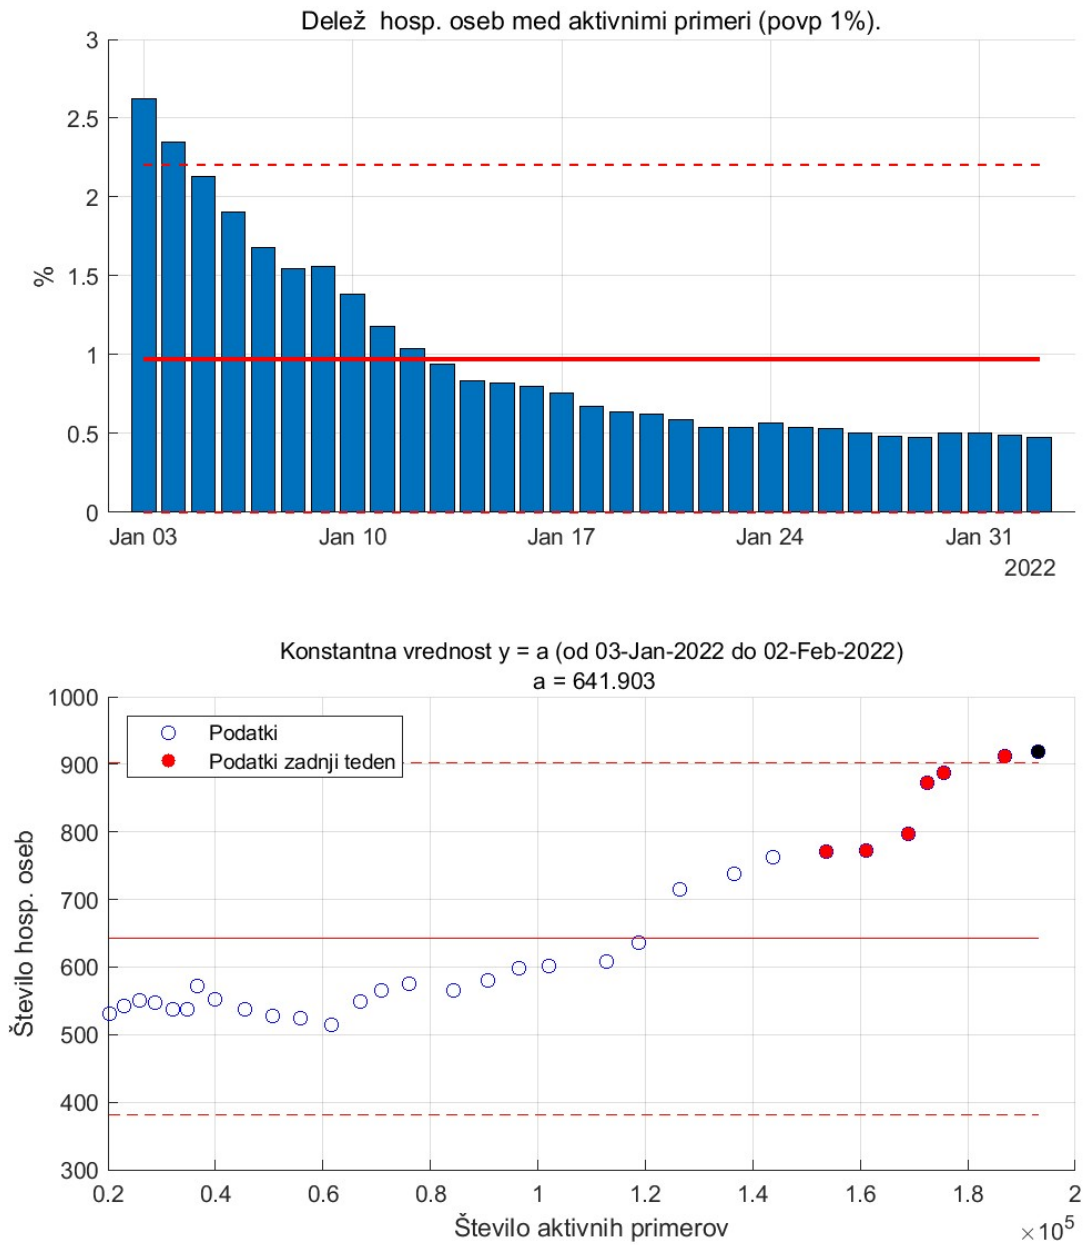 Delež  hosp. oseb med aktivnimi primeri (povp 1%).
3
2.5
2
1.5
1
0.5
0
%
Jan 03
Jan 10
Jan 17
Jan 24
Jan 31
2022
Konstantna vrednost y = a (od 03-Jan-2022 do 02-Feb-2022)
a = 641.903
1000
900
800
700
600
500
400
300
Število hosp. oseb
Podatki
Podatki zadnji teden
0.2
0.4
0.6
0.8
1
1.2
1.4
1.6
1.8
2
Število aktivnih primerov
×10⁵